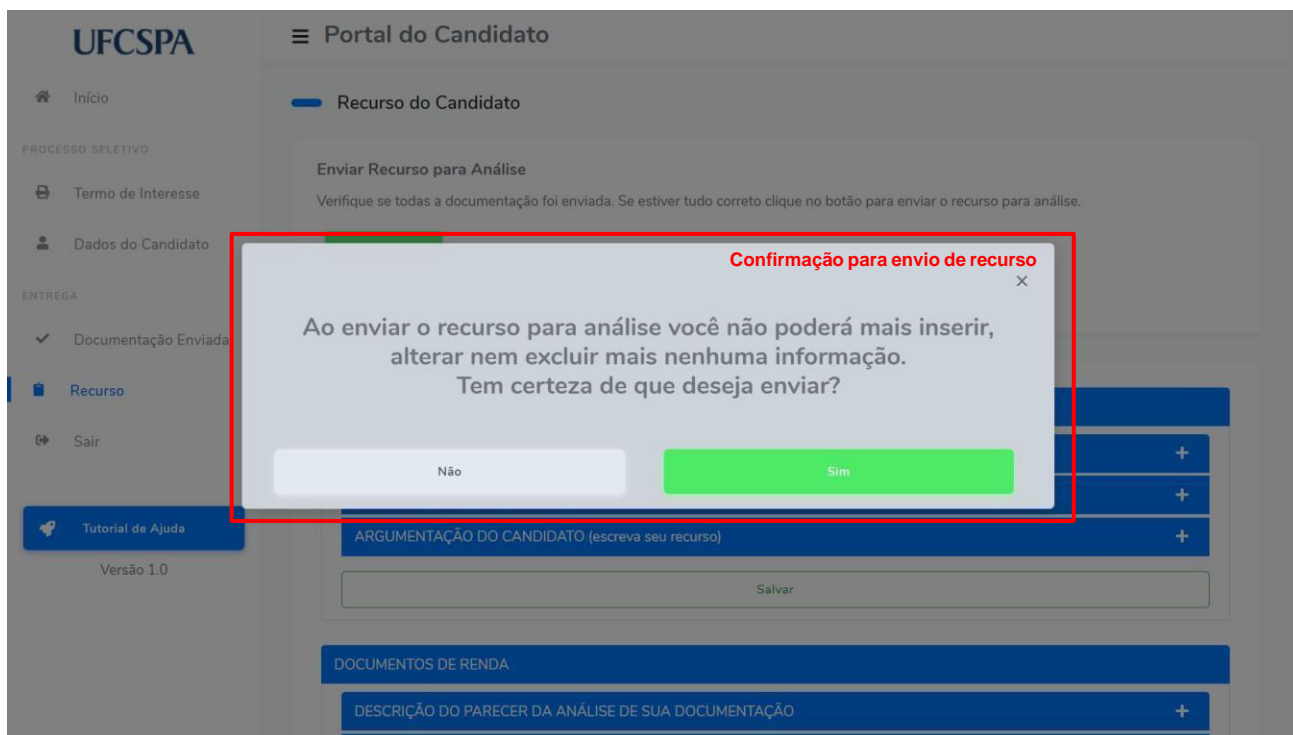 UFCSPA
Portal do Candidato
Início
Recurso do Candidato
PROCESSO SELETIVO
Enviar Recurso para Análise
Termo de Interesse
Verifique se todas a documentação foi enviada. Se estiver tudo correto clique no botão para enviar o recurso para análise.
Dados do Candidato
Confirmação para envio de recurso
×
ENTREGA
Ao enviar o recurso para análise você não poderá mais inserir,
alterar nem excluir mais nenhuma informação.
Tem certeza de que deseja enviar?
Documentação Enviada
Recurso
Sair
Não
Sim
+
+
Tutorial de Ajuda
ARGUMENTAÇÃO DO CANDIDATO (escreva seu recurso) +
Versão 1.0
Salvar
DOCUMENTOS DE RENDA
DESCRIÇÃO DO PARECER DA ANÁLISE DE SUA DOCUMENTAÇÃO +